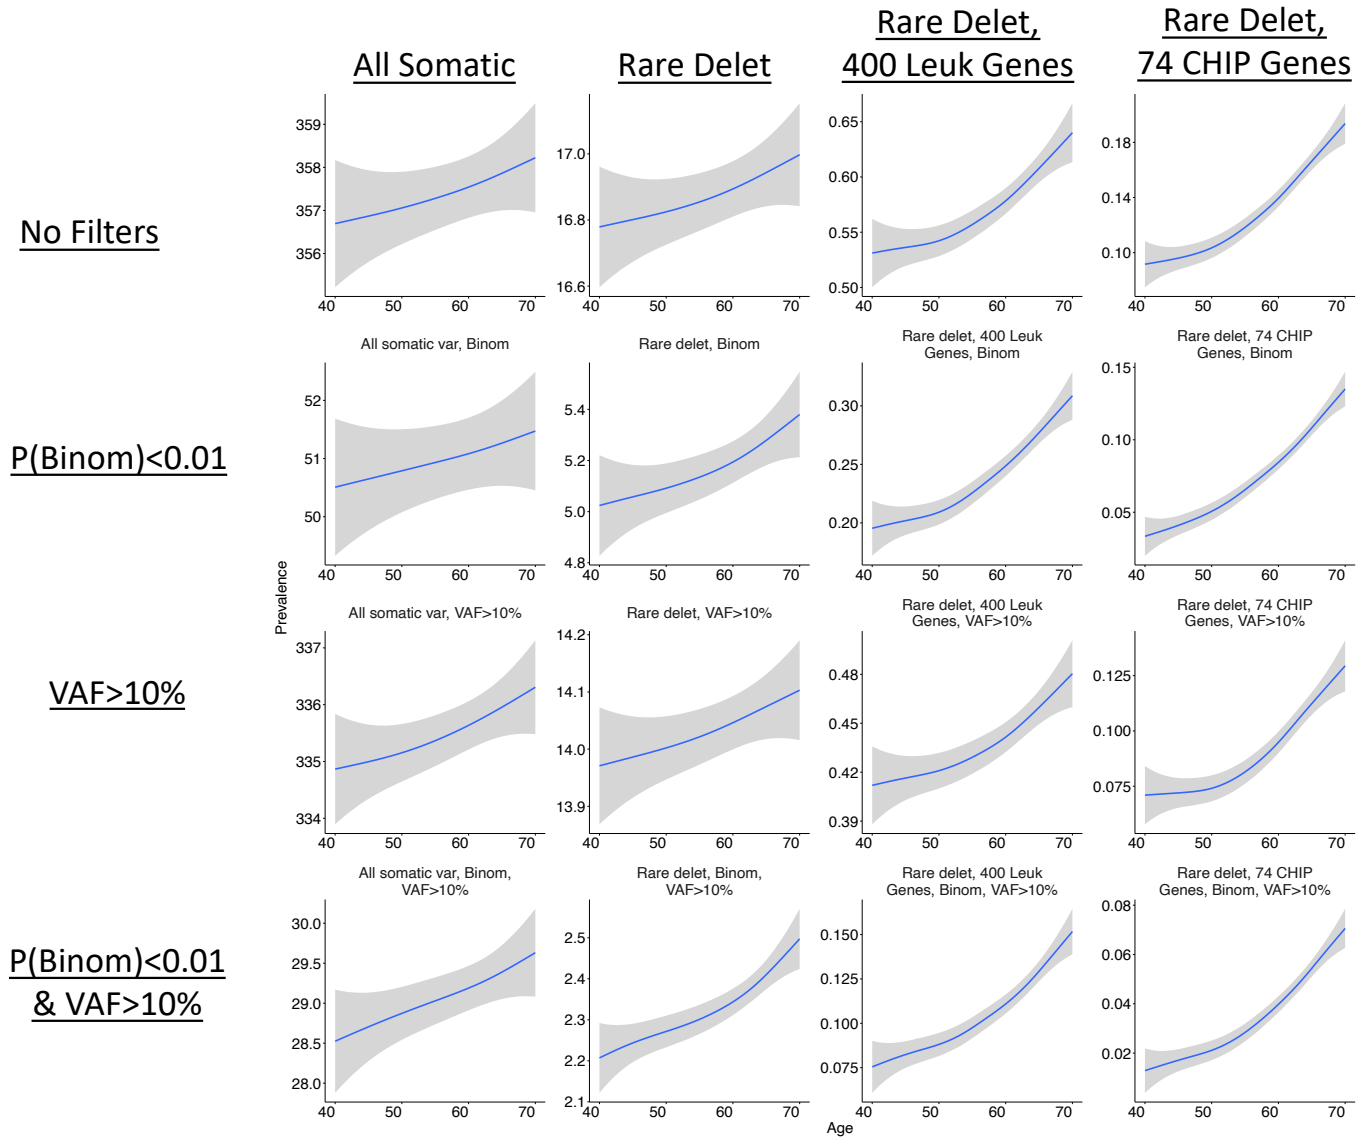 All Somatic
Rare Delet
Rare Delet,
400 Leuk Genes
Rare Delet,
74 CHIP Genes
No Filters
359
358
357
356
40 50 60 70
17.0
16.8
16.6
40 50 60 70
0.65
0.60
0.55
0.50
40 50 60 70
0.18
0.14
0.10
40 50 60 70
P(Binom)<0.01
All somatic var, Binom
52
51
50
40 50 60 70
Rare delet, Binom
5.4
5.2
5.0
4.8
40 50 60 70
Rare delet, 400 Leuk
Genes, Binom
0.30
0.25
0.20
40 50 60 70
Rare delet, 74 CHIP
Genes, Binom
0.15
0.10
0.05
40 50 60 70
Prevalence
VAF>10%
All somatic var, VAF>10%
337
336
335
334
40 50 60 70
Rare delet, VAF>10%
14.2
14.1
14.0
13.9
40 50 60 70
Rare delet, 400 Leuk
Genes, VAF>10%
0.48
0.45
0.42
0.39
40 50 60 70
Rare delet, 74 CHIP
Genes, VAF>10%
0.125
0.100
0.075
40 50 60 70
P(Binom)<0.01
& VAF>10%
All somatic var, Binom,
VAF>10%
30.0
29.5
29.0
28.5
28.0
40 50 60 70
Rare delet, Binom,
VAF>10%
2.5
2.4
2.3
2.2
2.1
40 50 60 70
Rare delet, 400 Leuk
Genes, Binom, VAF>10%
0.150
0.125
0.100
0.075
40 50 60 70
Rare delet, 74 CHIP
Genes, Binom, VAF>10%
0.08
0.06
0.04
0.02
40 50 60 70
Age